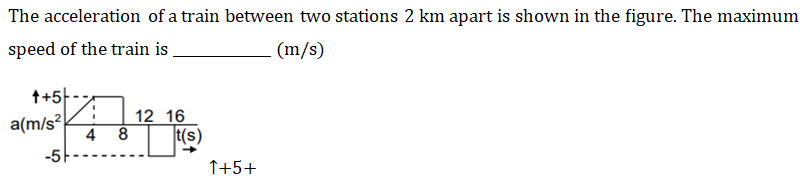 The acceleration of a train between two stations 2 km apart is shown in the figure. The maximum
speed of the train is ____________ (m/s)
↑+5
12 16
a(m/s²
4 8 t(s)
→
-5
↑+5+